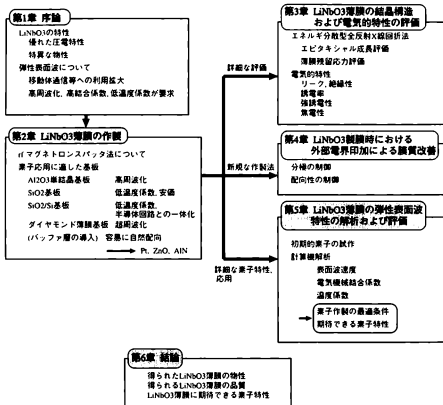 第1章 序論
LiNbO3の特性
優れた圧電特性
特異な物性
弾性表面波について
移動体通信等への利用拡大
高周波化、高結合係数、低温度係数が要求
第2章 LiNbO3薄膜の作製
rfマグネトロンスパッタ法について
素子応用に適した基板
Al2O3単結晶基板 高周波化
SiO2基板 低温度係数, 安価
SiO2/Si基板 低温度係数,
半導体回路との一体化
ダイヤモンド薄膜基板 超周波化
(バッファ層の導入) 容易に自然配向
Pt, ZnO, AlN
詳細な評価
新規な作製法
詳細な素子特性、
応用
第3章 LiNbO3薄膜の結晶構造
および電気的特性の評価
エネルギ分散型全反射X線回折法
エピタキシャル成長評価
薄膜残留応力評価
電気的特性
リーク, 絶縁性
誘電率
強誘電性
焦電性
第4章 LiNbO3製膜時における
外部電界印加による膜質改善
分極の制御
配向性の制御
第5章 LiNbO3薄膜の弾性表面波
特性の解析および評価
初期的素子の試作
計算機解析
表面波速度
電気機械結合係数
温度係数
素子作製の最適条件
期待できる素子特性
第6章 結論
得られたLiNbO3薄膜の物性
得られるLiNbO3薄膜の品質
LiNbO3薄膜に期待できる素子特性